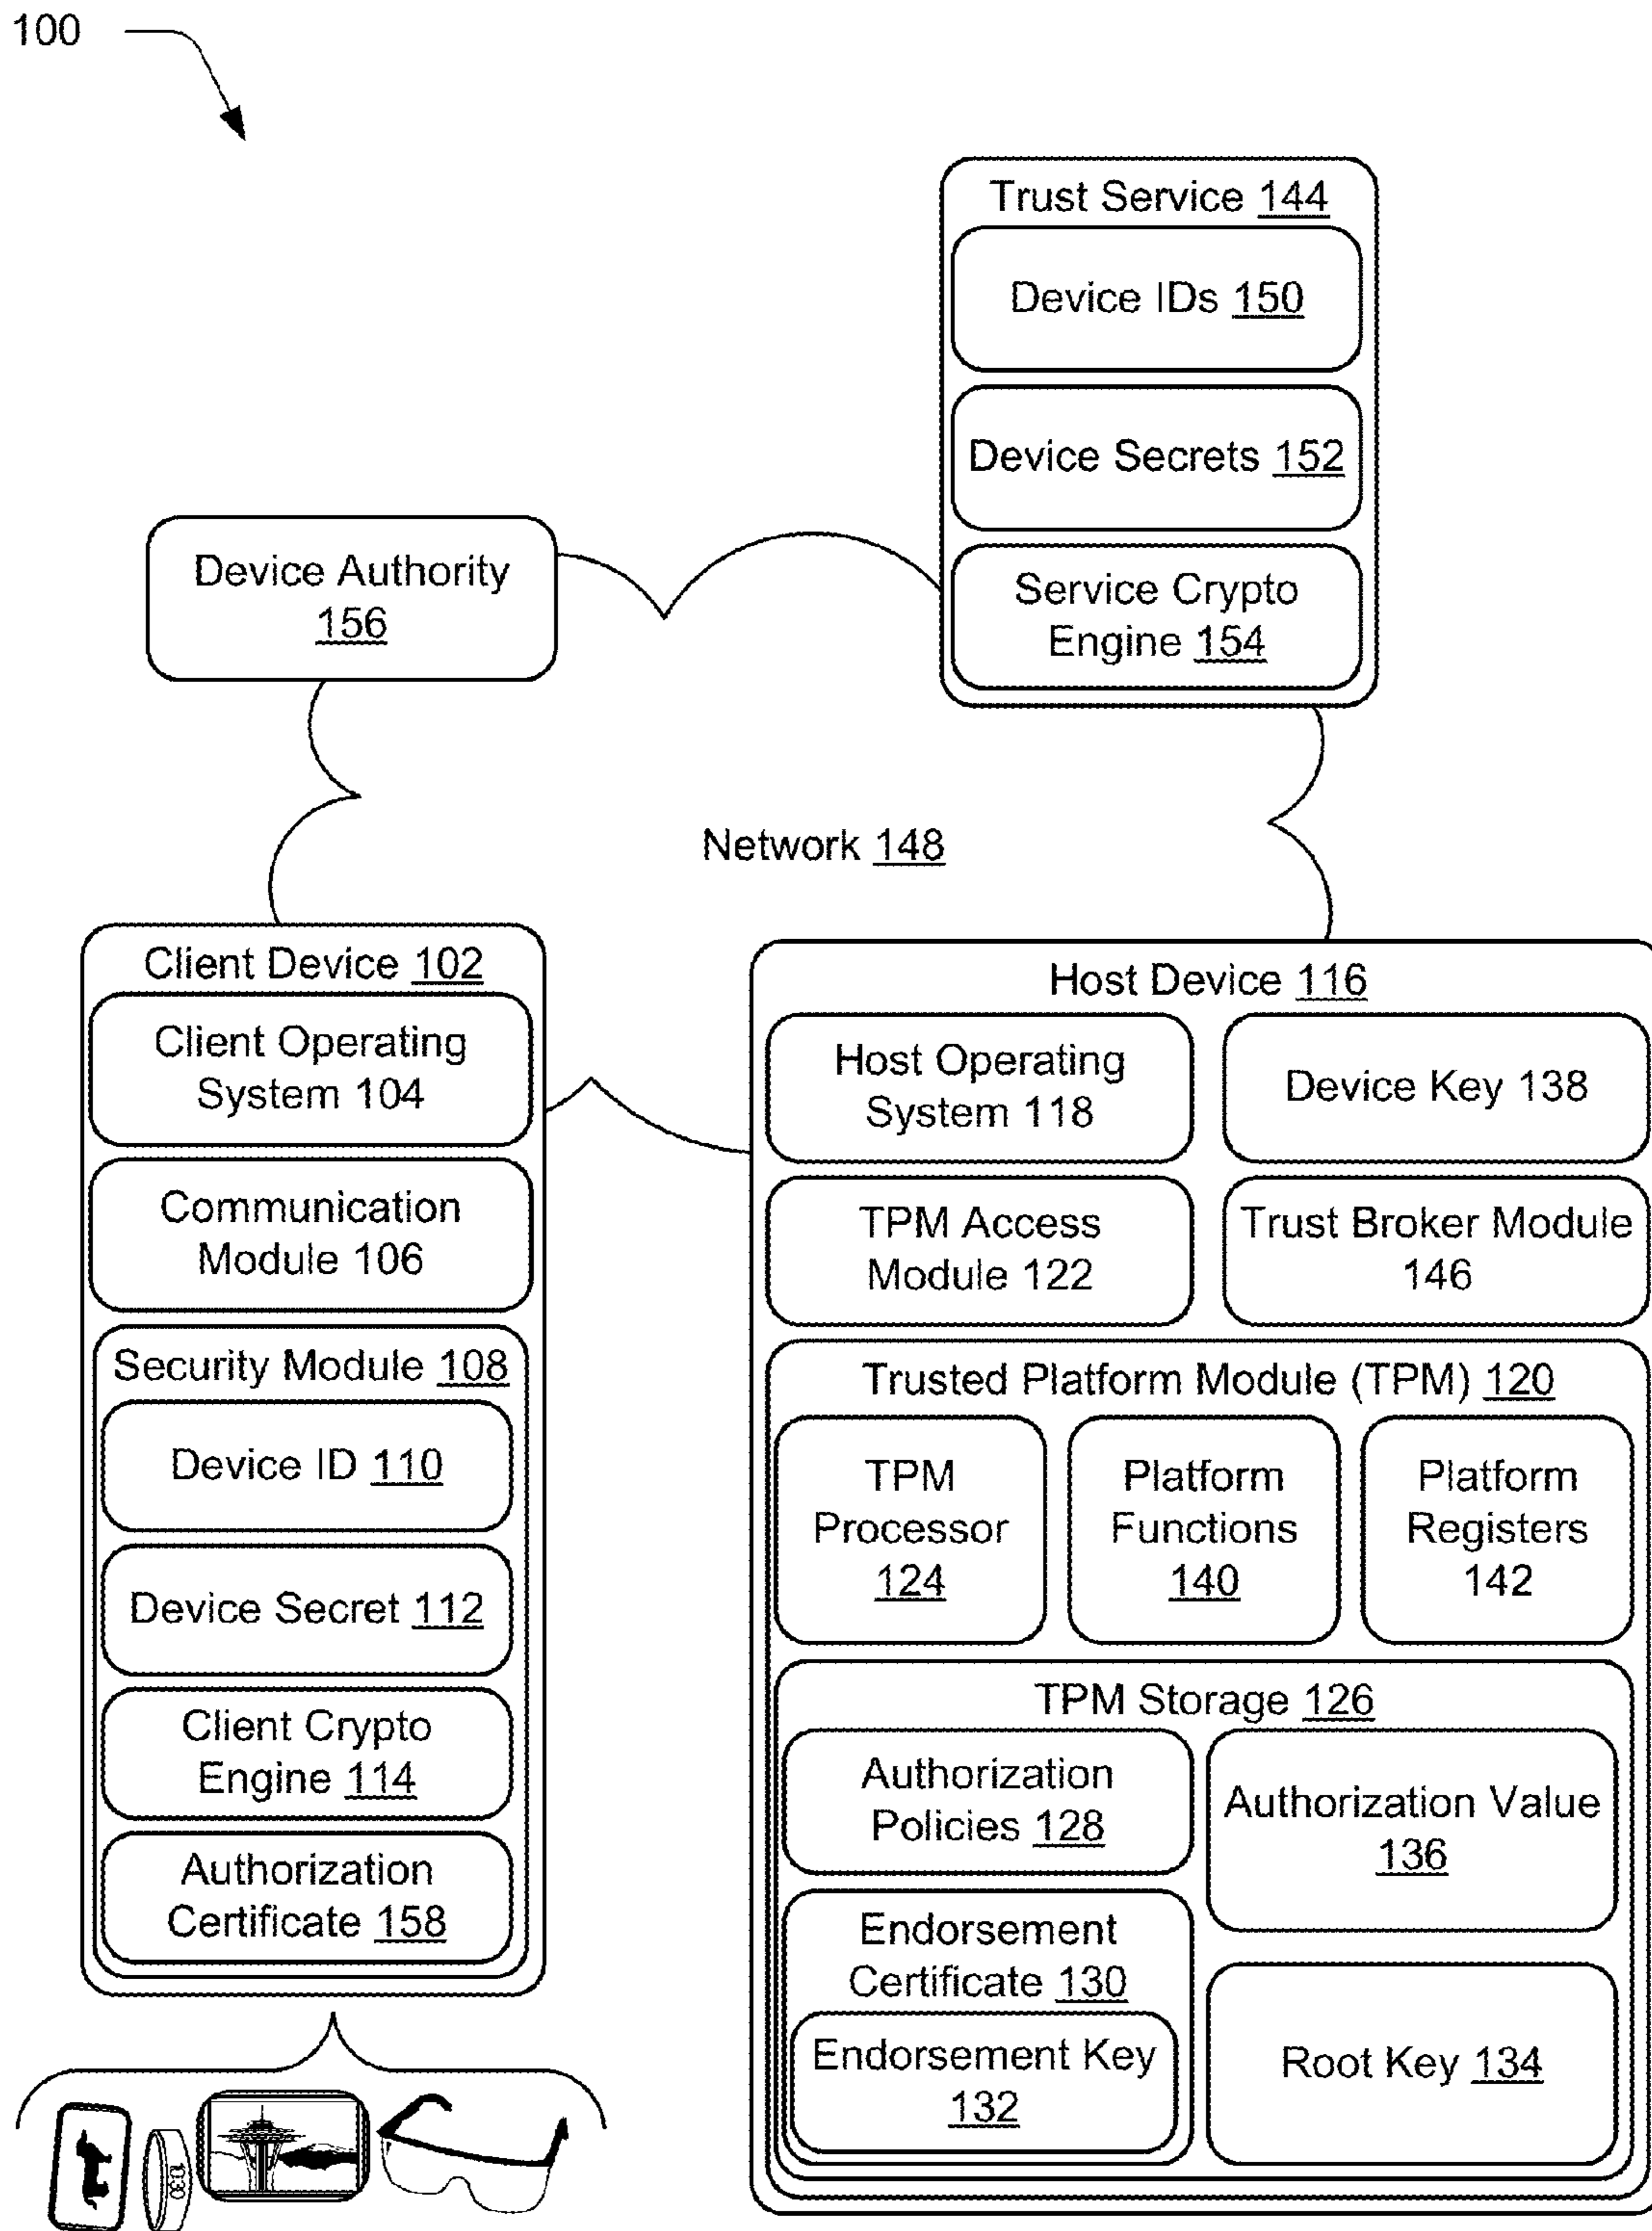 100
Trust Service 144
Device IDs 150
Device Secrets 152
Service Crypto
Engine 154
Device Authority
156
Network 148
Client Device 102
Client Operating
System 104
Communication
Module 106
Security Module 108
Device ID 110
Device Secret 112
Client Crypto
Engine 114
Authorization
Certificate 158
10:30
Host Device 116
Host Operating
System 118
Device Key 138
TPM Access
Module 122
Trust Broker Module
146
Trusted Platform Module (TPM) 120
TPM
Processor
124
Platform
Functions
140
Platform
Registers
142
TPM Storage 126
Authorization
Policies 128
Authorization Value
136
Endorsement
Certificate 130
Endorsement Key
132
Root Key 134